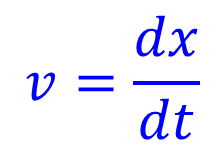 v = dx/dt